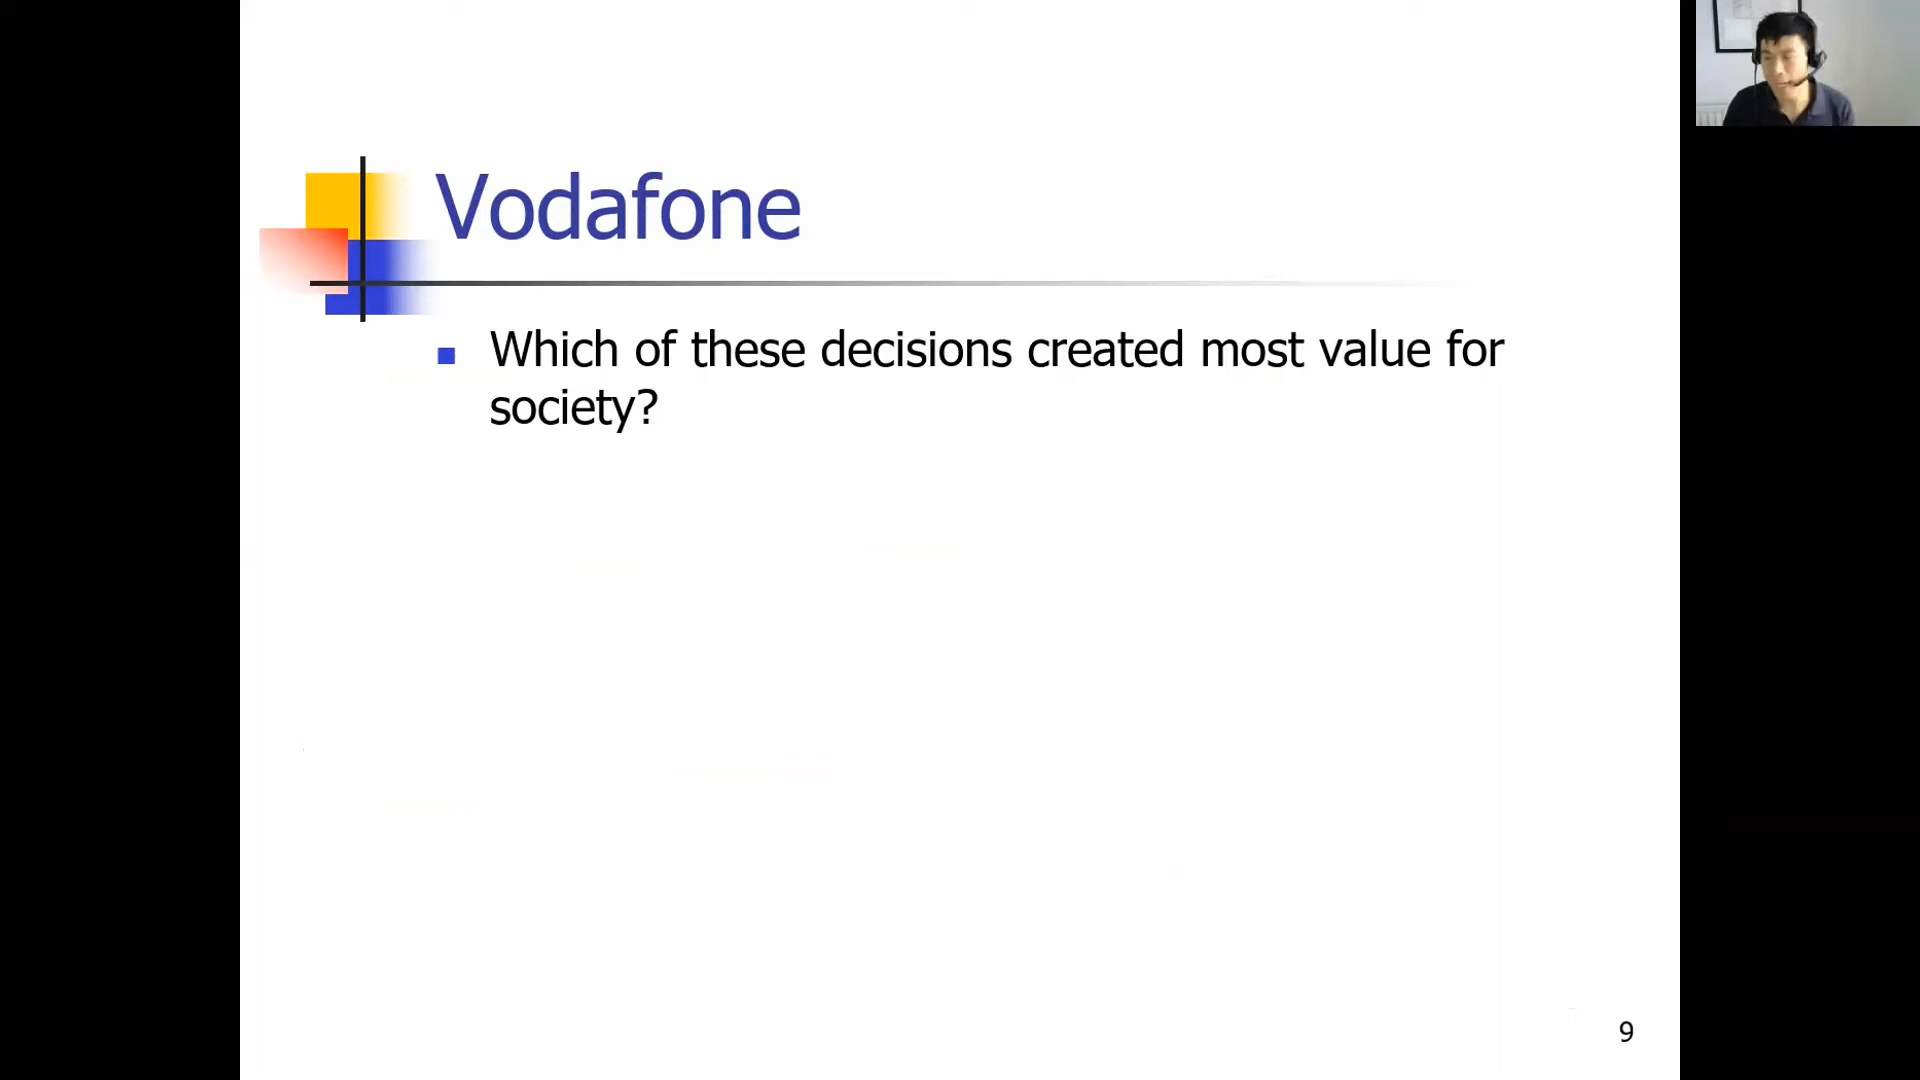 Vodafone
Which of these decisions created most value for
society?
9